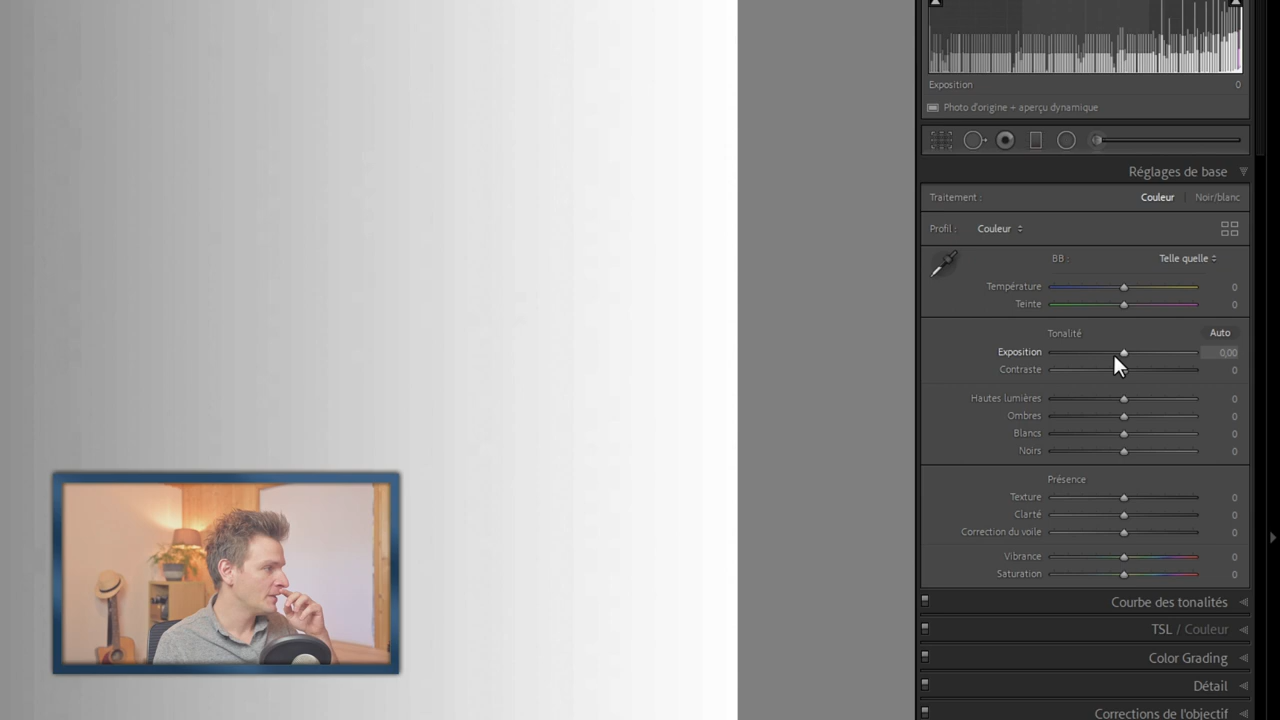 Exposition 0
Photo d'origine + aperçu dynamique
Réglages de base
Traitement : Couleur Noir/blanc
Profil : Couleur
BB : Telle quelle
Température 0
Teinte 0
Tonalité Auto
Exposition 0,00
Contraste 0
Hautes lumières 0
Ombres 0
Blancs 0
Noirs 0
Présence
Texture 0
Clarté 0
Correction du voile 0
Vibrance 0
Saturation 0
Courbe des tonalités
TSL / Couleur
Color Grading
Détail
Corrections de l'objectif